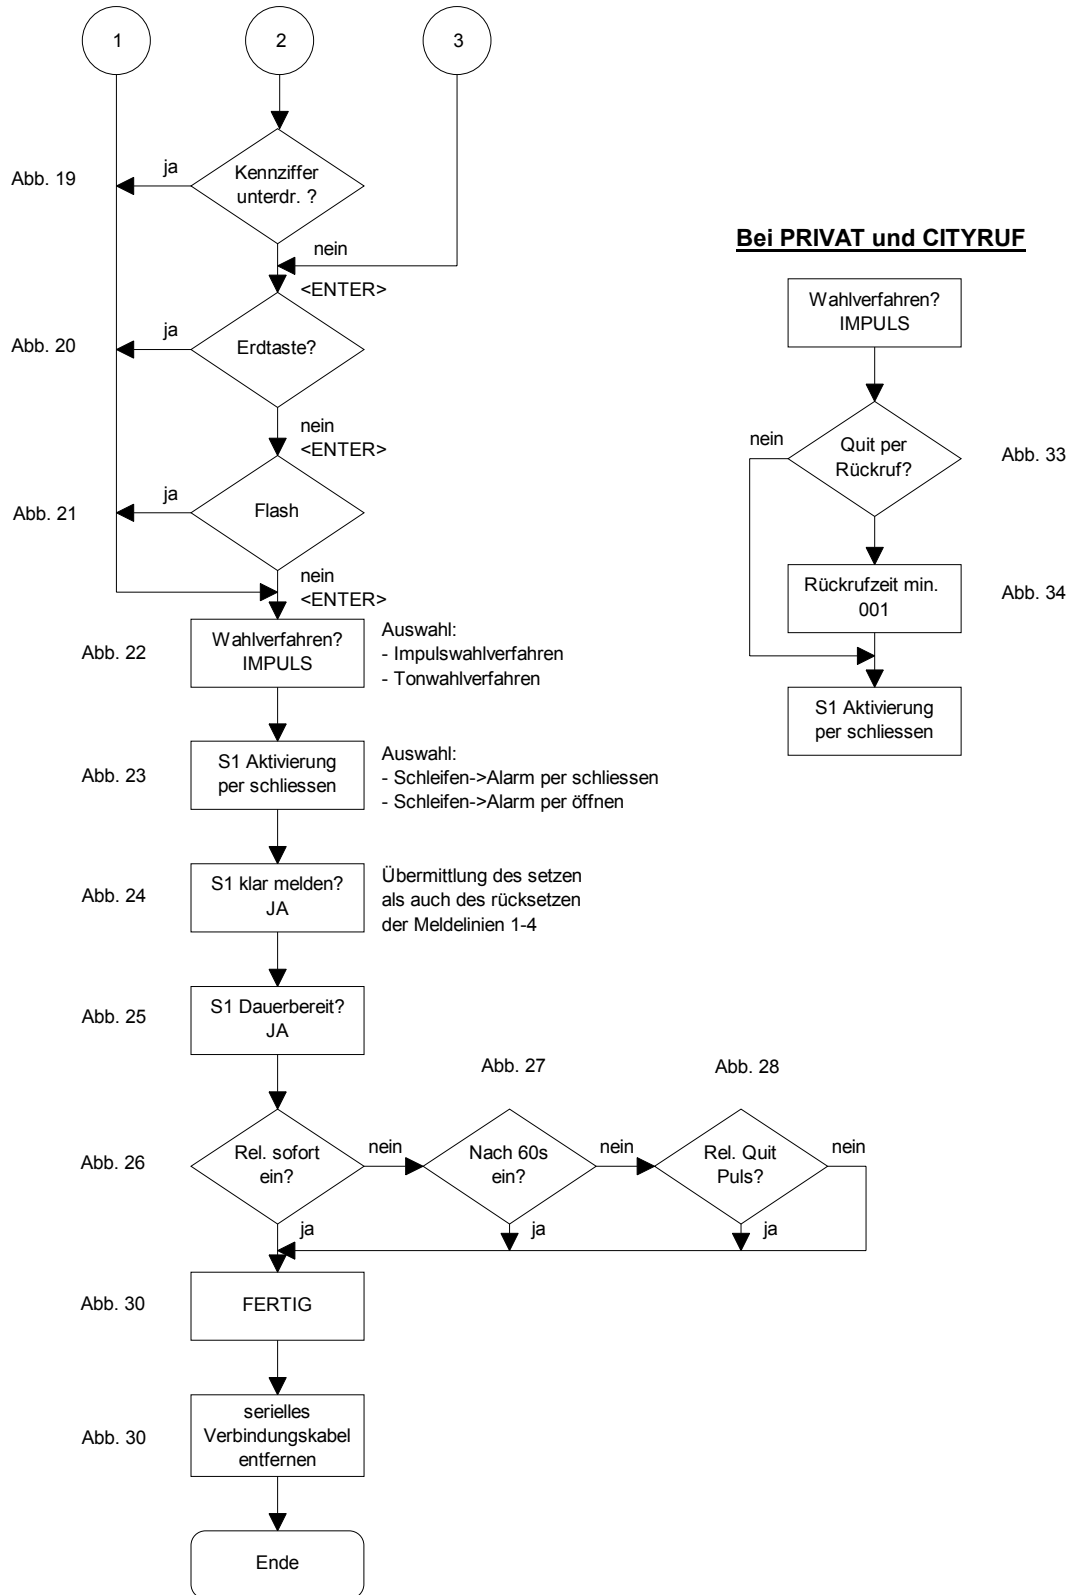 1
2
3
Abb. 19
ja
Kennziffer
unterdr. ?
nein
<ENTER>
Abb. 20
ja
Erdtaste?
nein
<ENTER>
Abb. 21
ja
Flash
nein
<ENTER>
Abb. 22
Wahlverfahren?
IMPULS
Auswahl:
- Impulswahlverfahren
- Tonwahlverfahren
Abb. 23
S1 Aktivierung
per schliessen
Auswahl:
- Schleifen->Alarm per schliessen
- Schleifen->Alarm per öffnen
Abb. 24
S1 klar melden?
JA
Übermittlung des setzen
als auch des rücksetzen
der Meldelinien 1-4
Abb. 25
S1 Dauerbereit?
JA
Abb. 26
Rel. sofort
ein?
nein
ja
Abb. 27
Nach 60s
ein?
nein
ja
Abb. 28
Rel. Quit
Puls?
nein
ja
Abb. 30
FERTIG
Abb. 30
serielles
Verbindungskabel
entfernen
Ende
Bei PRIVAT und CITYRUF
Wahlverfahren?
IMPULS
nein
Quit per
Rückruf?
Abb. 33
Rückrufzeit min.
001
Abb. 34
S1 Aktivierung
per schliessen